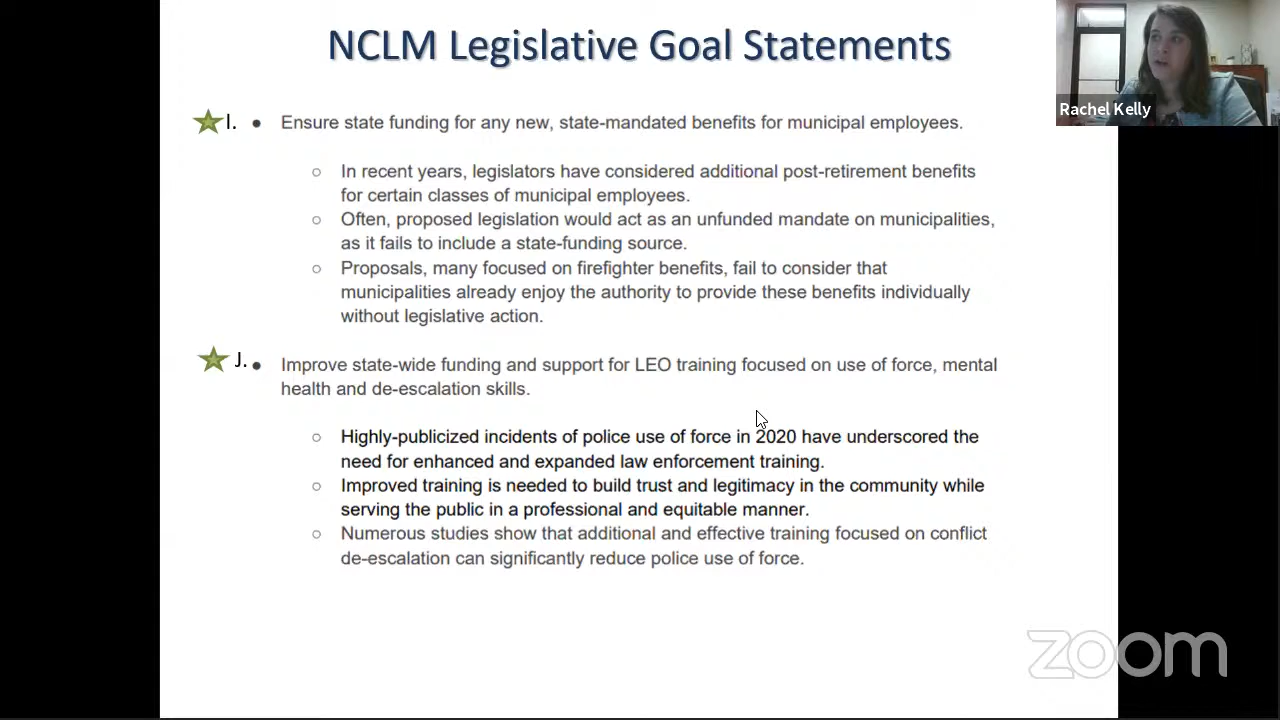 NCLM Legislative Goal Statements
Rachel Kelly
I. ● Ensure state funding for any new, state-mandated benefits for municipal employees.
○ In recent years, legislators have considered additional post-retirement benefits
for certain classes of municipal employees.
○ Often, proposed legislation would act as an unfunded mandate on municipalities,
as it fails to include a state-funding source.
○ Proposals, many focused on firefighter benefits, fail to consider that
municipalities already enjoy the authority to provide these benefits individually
without legislative action.
J. ● Improve state-wide funding and support for LEO training focused on use of force, mental
health and de-escalation skills.
○ Highly-publicized incidents of police use of force in 2020 have underscored the
need for enhanced and expanded law enforcement training.
○ Improved training is needed to build trust and legitimacy in the community while
serving the public in a professional and equitable manner.
○ Numerous studies show that additional and effective training focused on conflict
de-escalation can significantly reduce police use of force.
zoom